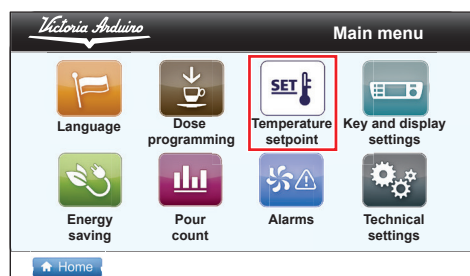 Victoria Arduino
Main menu
SET
Language
Dose
programming
Temperature
setpoint
Key and display
settings
Energy
saving
Pour
count
Alarms
Technical
settings
Home